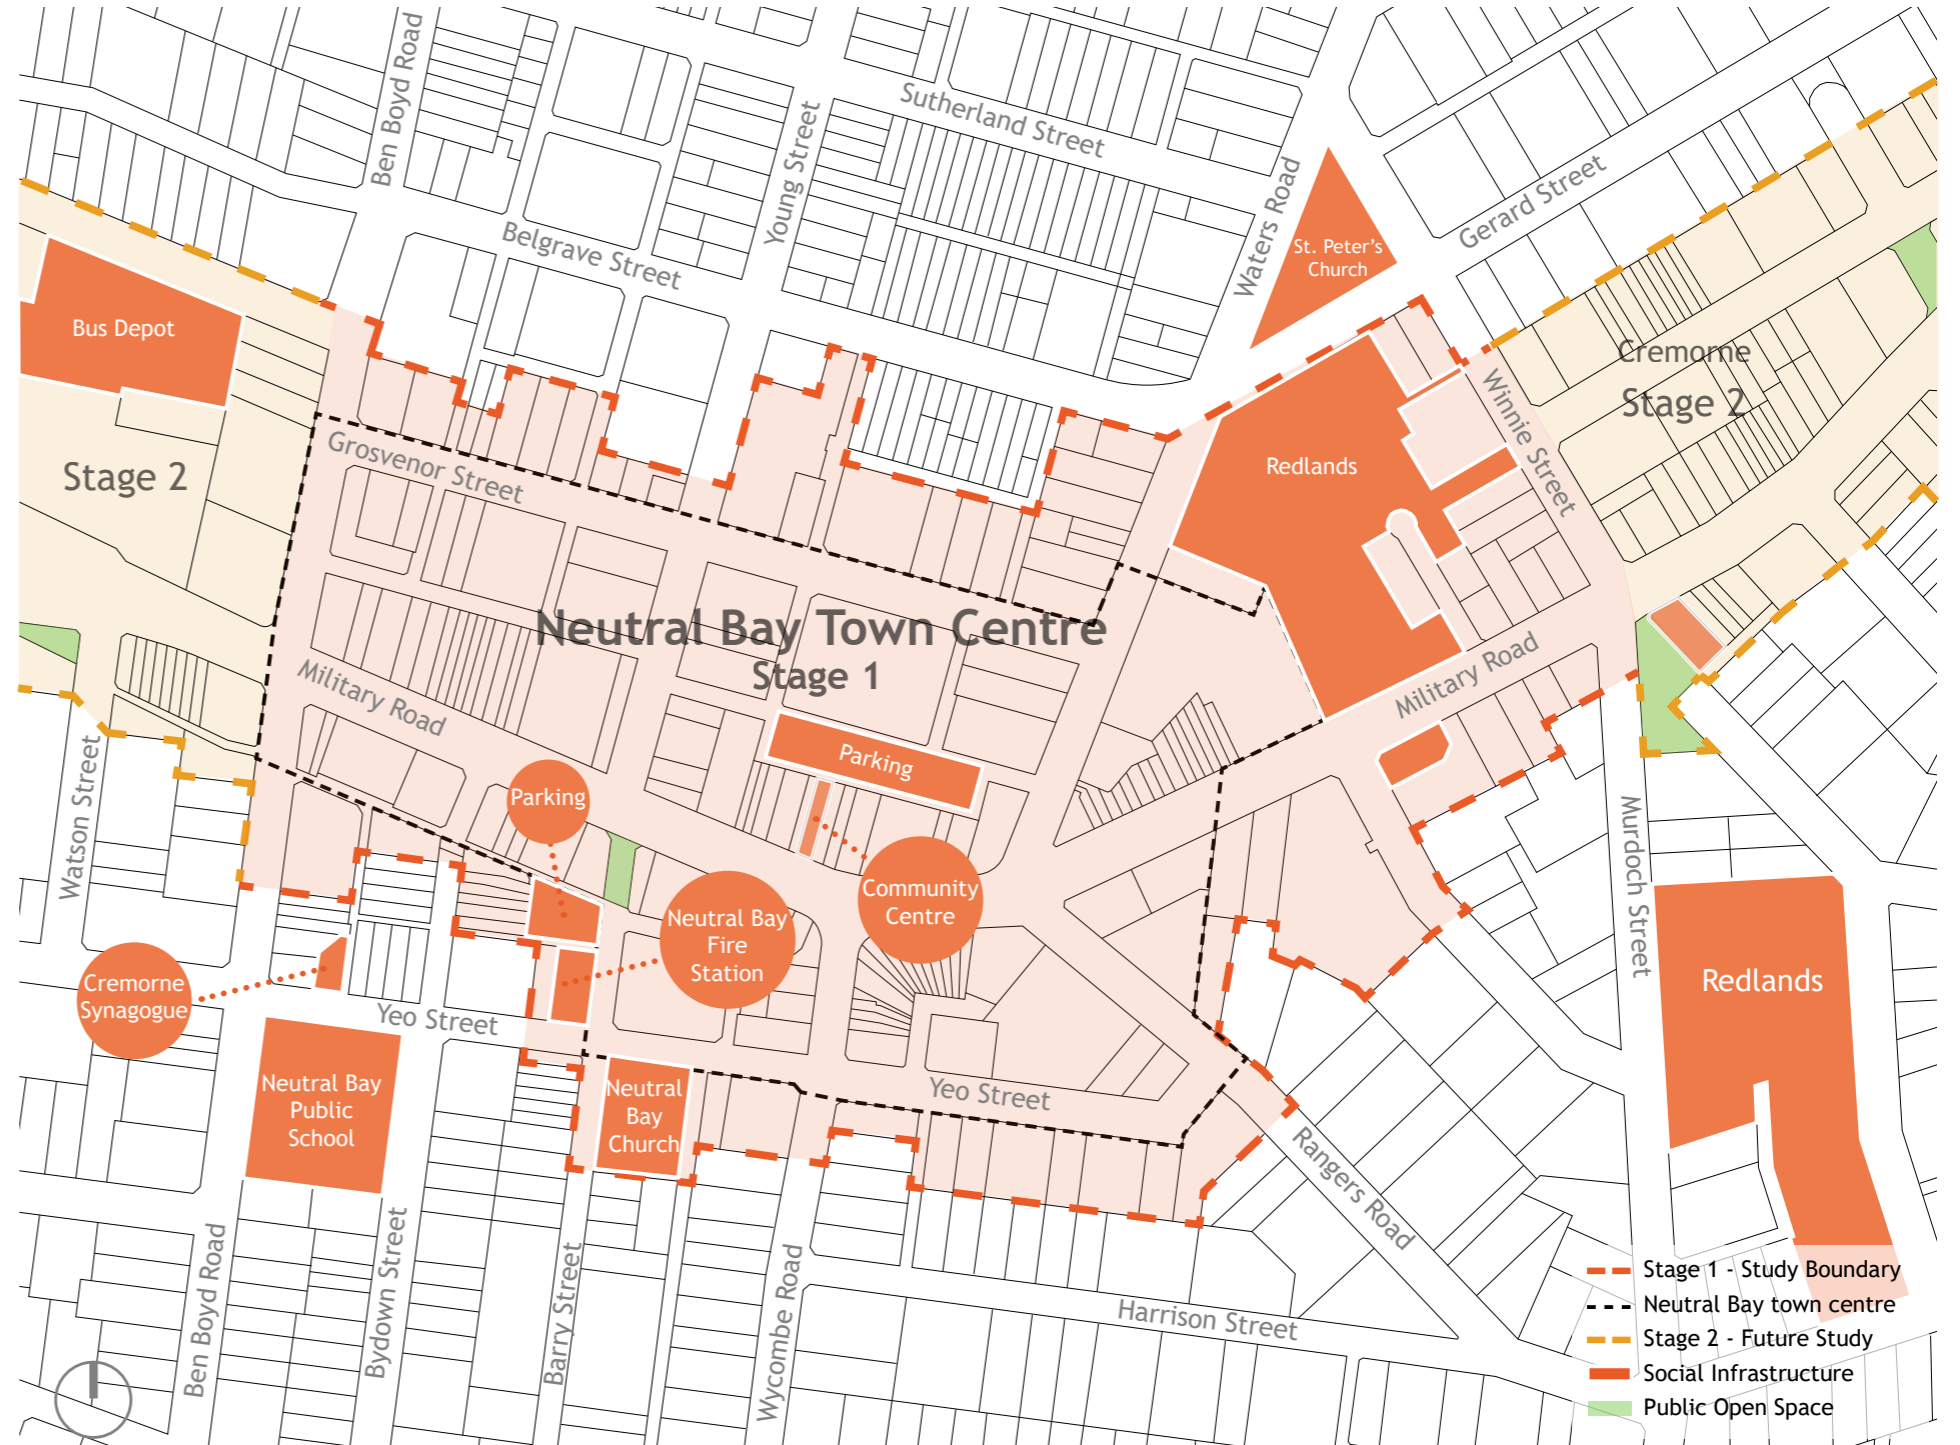 Ben Boyd Road
Sutherland Street
Young Street
Waters Road
Gerard Street
Belgrave Street
St. Peter's
Church
Bus Depot
Cremorne
Stage 2
Winnie Street
Grosvenor Street
Redlands
Stage 2
Neutral Bay Town Centre
Stage 1
Military Road
Military Road
Parking
Parking
Watson Street
Murdoch Street
Community
Centre
Neutral Bay
Fire
Station
Cremorne
Synagogue
Redlands
Yeo Street
Neutral Bay
Public
School
Neutral
Bay
Church
Yeo Street
Rangers Road
Ben Boyd Road
Bydown Street
Barry Street
Wycombe Road
Harrison Street
Stage 1 - Study Boundary
Neutral Bay town centre
Stage 2 - Future Study
Social Infrastructure
Public Open Space